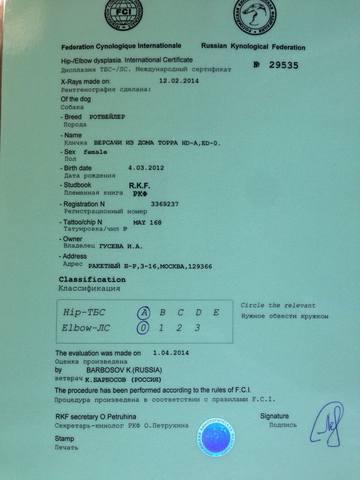 FCI
Federation Cynologique Internationale Russian Kynological Federation
Hip-/Elbow dysplasia. International Certificate
Дисплазия ТБС-/ЛС. Международный сертификат
№ 29535
X-Rays made on: 12.02.2014
Рентгенография сделана:
Of the dog
Собака
- Breed РОТВЕЙЛЕР
Порода
- Name
Кличка ВЕРСАЧИ ИЗ ДОМА ТОРРА HD-A,ED-0.
- Sex female
Пол
- Birth date 4.03.2012
Дата рождения
- Studbook R.K.F.
Племенная книга РКФ
- Registration N 3369237
Регистрационный номер
- Tattoo/chip N MAY 168
Татуировка/чип Р
- Owner
Владелец ГУСЕВА И.А.
- Address
Адрес РАКЕТНЫЙ Б-Р,3-16,МОСКВА,129366
Classification
Классификация
Hip-ТБС A B C D E
Elbow-ЛС 0 1 2 3
Circle the relevant
Нужное обвести кружком
The evaluation was made on 1.04.2014
Оценка произведена
by BARBOSOV K.(RUSSIA)
ветврач К.БАРБОСОВ (РОССИЯ)
The procedure has been performed according to the rules of F.C.I.
Процедура произведена в соответствии с правилами F.C.I.
RKF secretary O.Petruhina Signature
Секретарь-кинолог РКФ О.Петрухина Подпись
Stamp
Печать